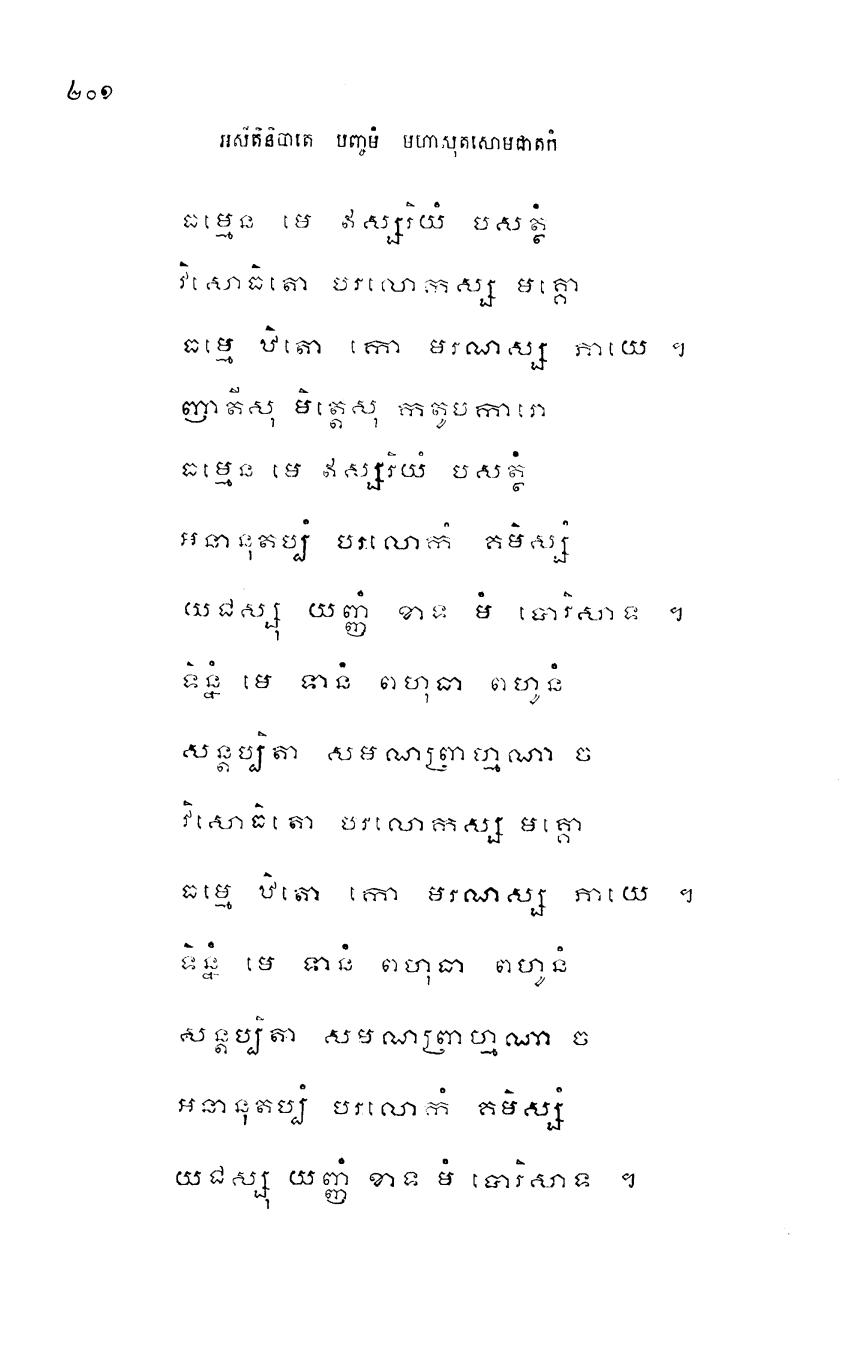 ២០១
អសីតិនិបាតេ បញ្ចមំ មហាសុតសោមជាតកំ
ធម្មេន មេ ឥស្សរិយំ បសត្ថំ
វិសោធិតោ បរលោកស្ស មគ្គោ
ធម្មេ ឋិតោ កោ មរណស្ស ភាយេ ។
ញាតីសុ មិត្តេសុ កតូបការោ
ធម្មេន មេ ឥស្សរិយំ បសត្ថំ
អនានុតប្បំ បរលោកំ គមិស្សំ
យជស្សុ យញ្ញំ ខាទ មំ បោរិសាទ ។
ទិន្នំ មេ ទានំ ពហុធា ពហូនំ
សន្តប្បិតា សមណព្រាហ្មណា ច
វិសោធិតោ បរលោកស្ស មគ្គោ
ធម្មេ ឋិតោ កោ មរណស្ស ភាយេ ។
ទិន្នំ មេ ទានំ ពហុធា ពហូនំ
សន្តប្បិតា សមណព្រាហ្មណា ច
អនានុតប្បំ បរលោកំ គមិស្សំ
យជស្សុ យញ្ញំ ខាទ មំ បោរិសាទ ។